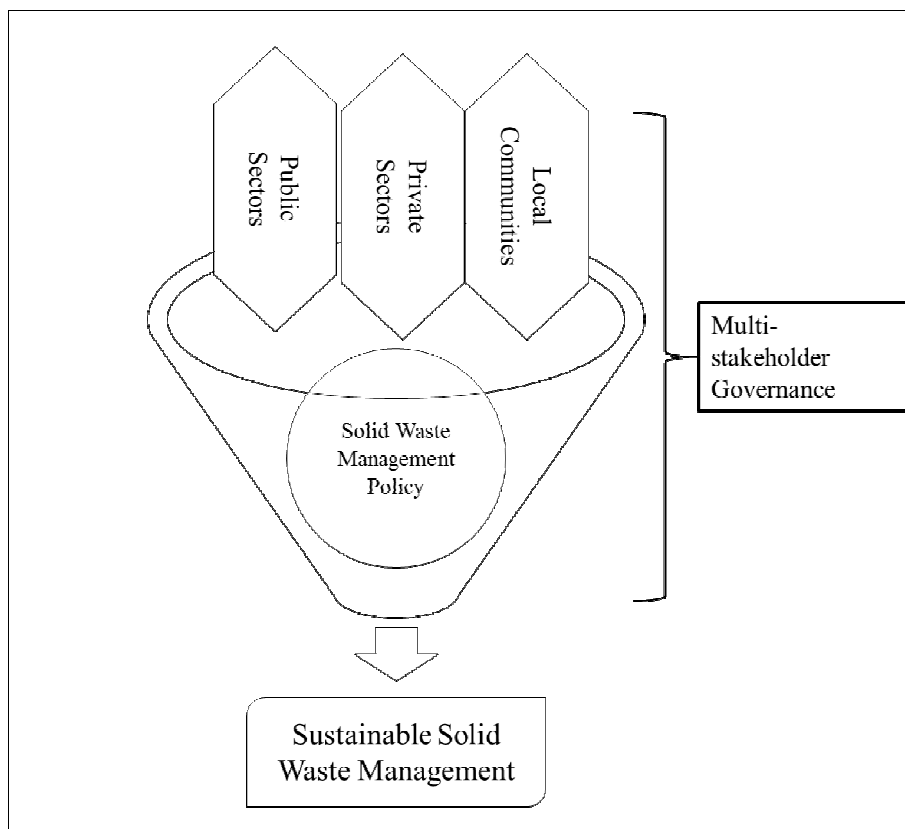 Public
Sectors
Private
Sectors
Local
Communities
Multi-
stakeholder
Governance
Solid Waste
Management
Policy
Sustainable Solid
Waste Management